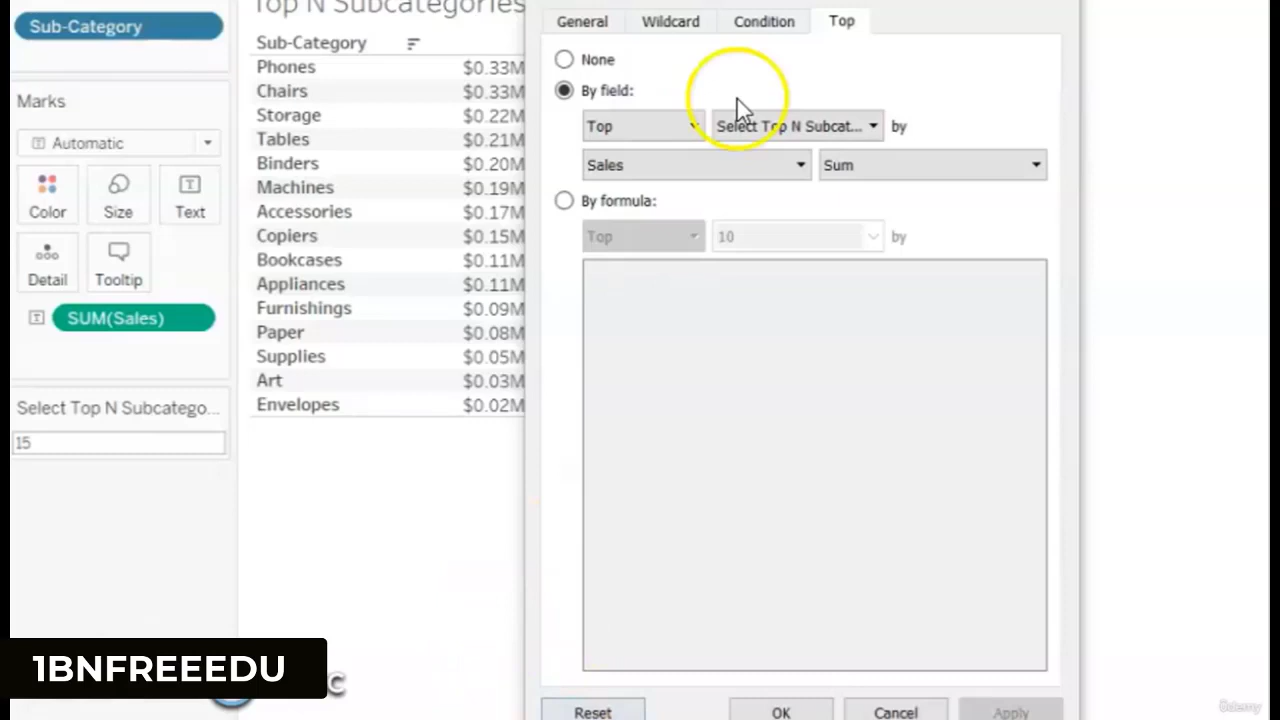 Sub-Category
Top N Subcategories
General Wildcard Condition Top
Sub-Category
Phones $0.33M
Chairs $0.33M
Storage $0.22M
Tables $0.21M
Binders $0.20M
Machines $0.19M
Accessories $0.17M
Copiers $0.15M
Bookcases $0.11M
Appliances $0.11M
Furnishings $0.09M
Paper $0.08M
Supplies $0.05M
Art $0.03M
Envelopes $0.02M
Marks
Automatic
Color Size Text
Detail Tooltip
SUM(Sales)
Select Top N Subcatego...
15
None
By field:
Top Select Top N Subcat... by
Sales Sum
By formula:
Top 10 by
Reset OK Cancel Apply
1BNFREEEDU
c
Udemy